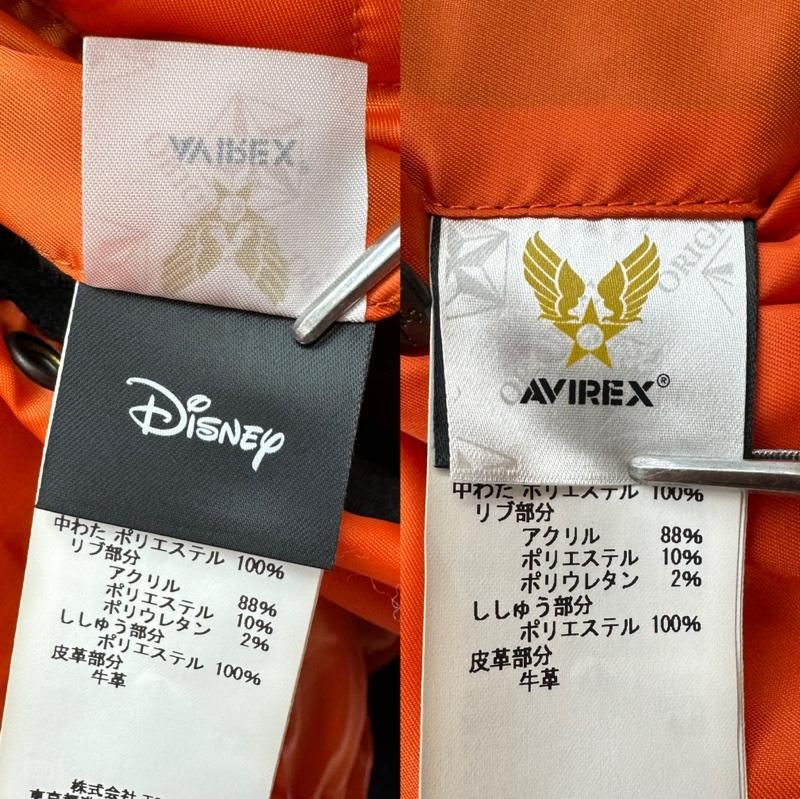 AVIREX
Disney
中わた ポリエステル 100%
リブ部分
アクリル 88%
ポリエステル 10%
ポリウレタン 2%
ししゅう部分
ポリエステル 100%
皮革部分
牛革
株式会社
東京都
ORIGI
AVIREX®
中わた ポリエステル 100%
リブ部分
アクリル 88%
ポリエステル 10%
ポリウレタン 2%
ししゅう部分
ポリエステル 100%
皮革部分
牛革